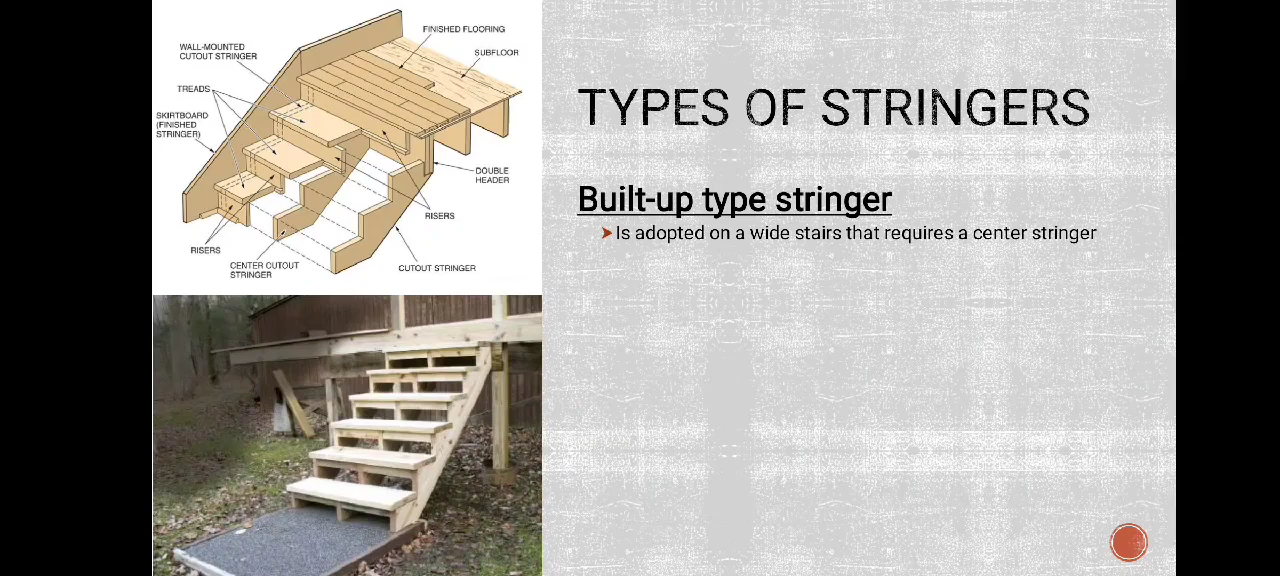 FINISHED FLOORING
WALL-MOUNTED
CUTOUT STRINGER
SUBFLOOR
TREADS
SKIRTBOARD
(FINISHED
STRINGER)
DOUBLE
HEADER
RISERS
RISERS
CENTER CUTOUT
STRINGER
CUTOUT STRINGER
TYPES OF STRINGERS
Built-up type stringer
Is adopted on a wide stairs that requires a center stringer